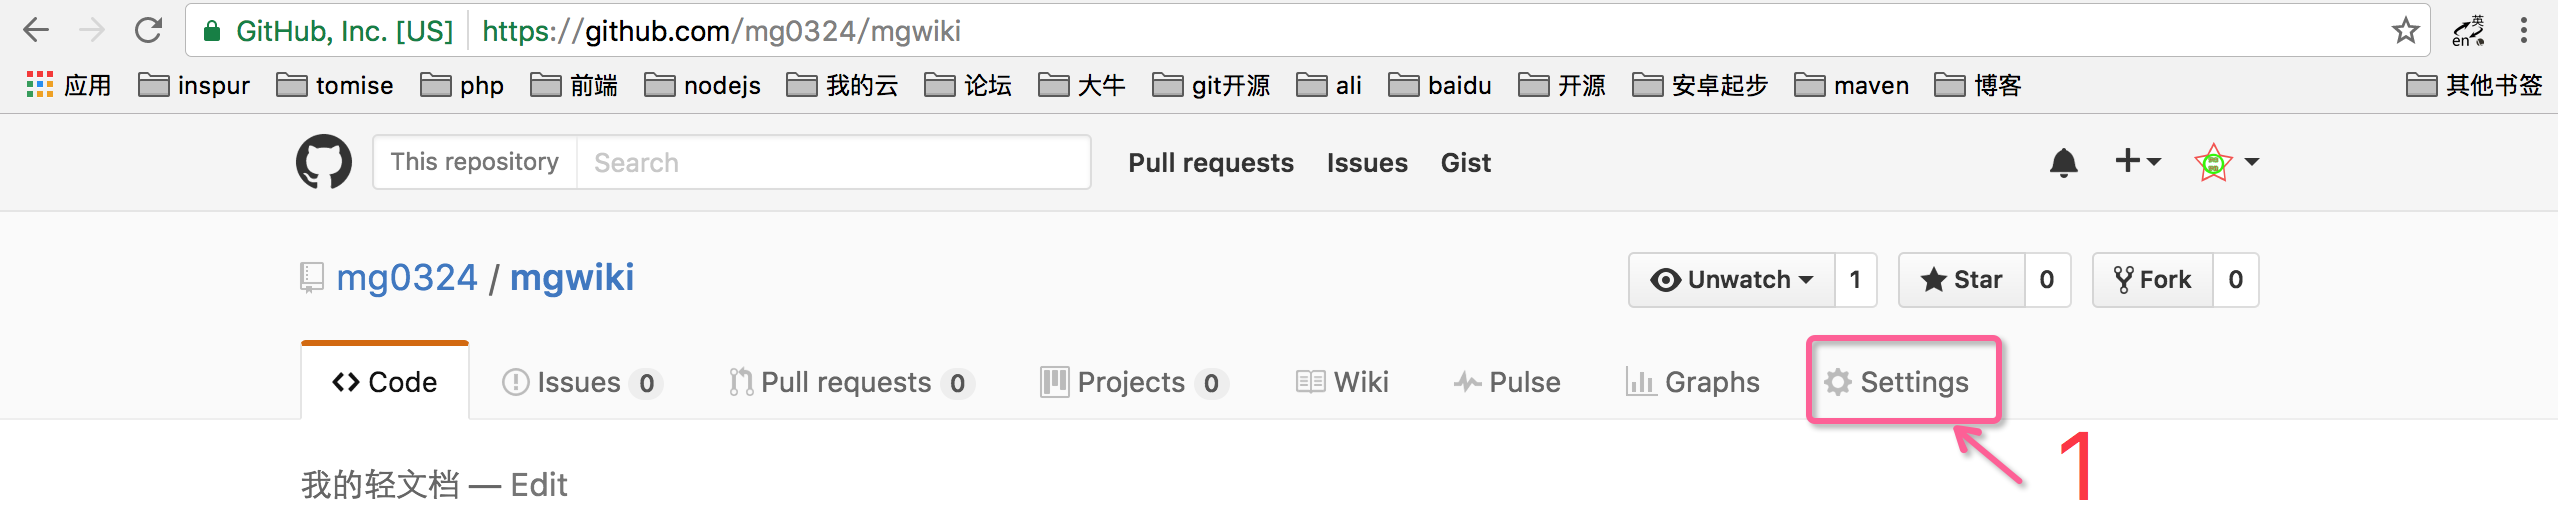 GitHub, Inc. [US] https://github.com/mg0324/mgwiki 英 en
应用 inspur tomise php 前端 nodejs 我的云 论坛 大牛 git开源 ali baidu 开源 安卓起步 maven 博客 其他书签
This repository Search Pull requests Issues Gist
mg0324 / mgwiki Unwatch 1 Star 0 Fork 0
Code Issues 0 Pull requests 0 Projects 0 Wiki Pulse Graphs Settings
1
我的轻文档 — Edit